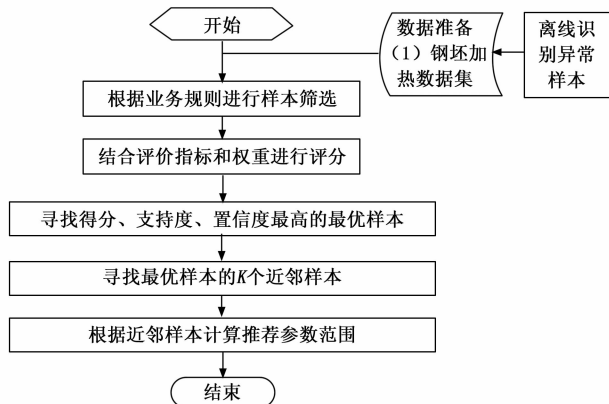 开始
数据准备
（1）钢坯加
热数据集
离线识
别异常
样本
根据业务规则进行样本筛选
结合评价指标和权重进行评分
寻找得分、支持度、置信度最高的最优样本
寻找最优样本的K个近邻样本
根据近邻样本计算推荐参数范围
结束